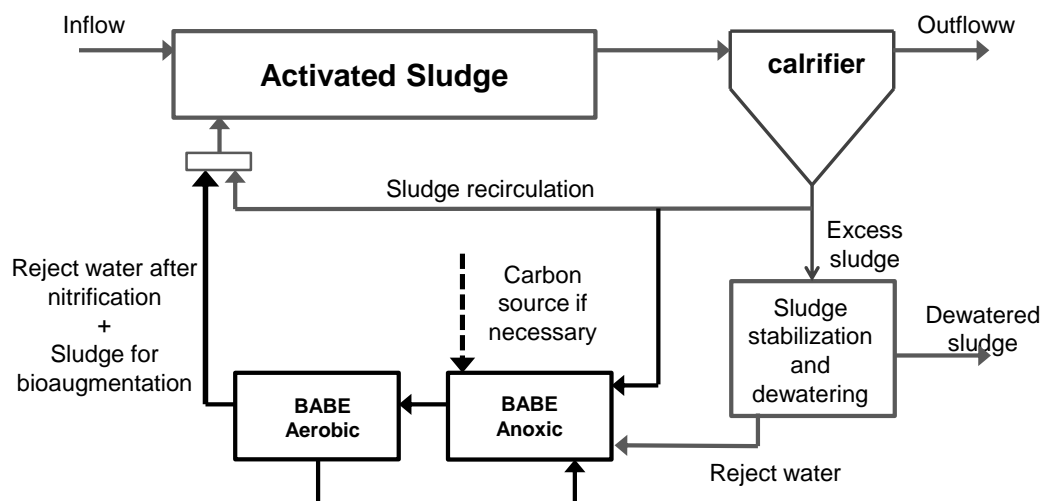 Inflow
Outfloww
Activated Sludge
calrifier
Sludge recirculation
Excess
sludge
Reject water after
nitrification
+
Sludge for
bioaugmentation
Carbon
source if
necessary
Sludge
stabilization
and
dewatering
Dewatered
sludge
BABE
Aerobic
BABE
Anoxic
Reject water